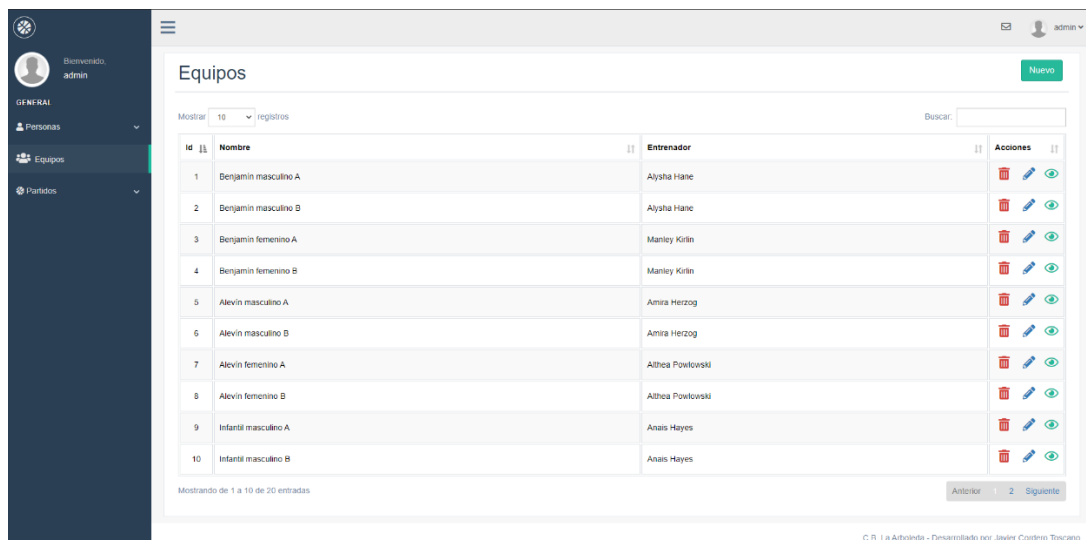 admin
Bienvenido,
admin
GENERAL
Personas
Equipos
Partidos
Equipos
Nuevo
Mostrar 10 registros
Buscar:
Id Nombre Entrenador Acciones
1 Benjamín masculino A Alysha Hane
2 Benjamín masculino B Alysha Hane
3 Benjamín femenino A Manley Kirlin
4 Benjamín femenino B Manley Kirlin
5 Alevín masculino A Amira Herzog
6 Alevín masculino B Amira Herzog
7 Alevín femenino A Althea Powlowski
8 Alevín femenino B Althea Powlowski
9 Infantil masculino A Anais Hayes
10 Infantil masculino B Anais Hayes
Mostrando de 1 a 10 de 20 entradas
Anterior 1 2 Siguiente
C.B. La Arboleda - Desarrollado por Javier Cordero Toscano